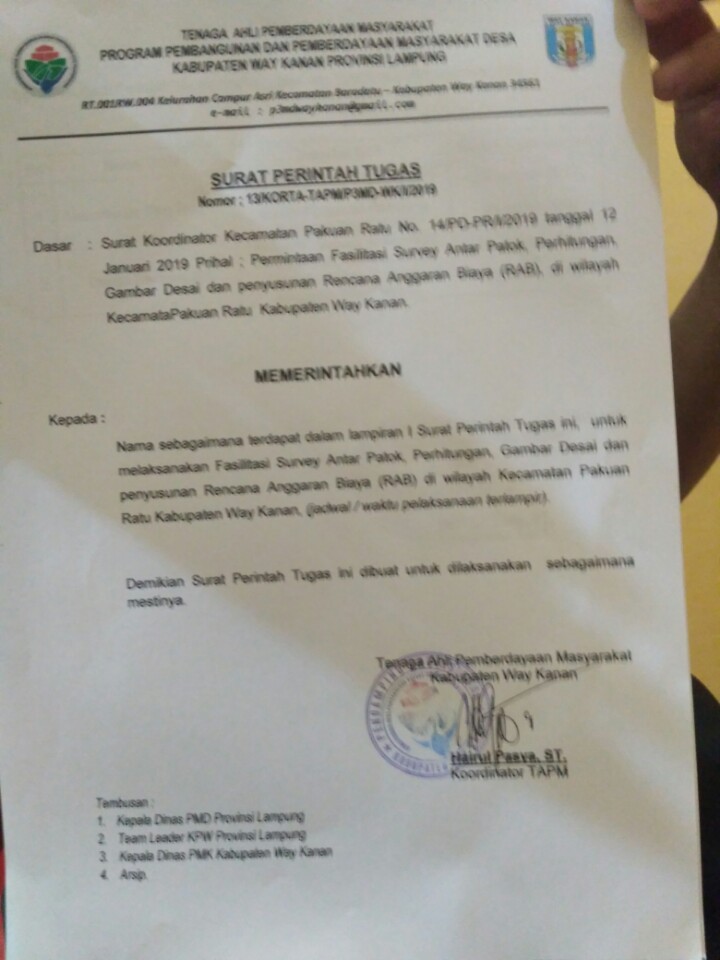 TENAGA AHLI PEMBERDAYAAN MASYARAKAT
PROGRAM PEMBANGUNAN DAN PEMBERDAYAAN MASYARAKAT DESA
KABUPATEN WAY KANAN PROVINSI LAMPUNG
RT.001/RW.004 Kelurahan Campur Asri Kecamatan Baradatu – Kabupaten Way Kanan
e-mail : p3mdwaykanan@gmail.com
SURAT PERINTAH TUGAS
Nomor : 13/KORTA-TAPM/P3MD-WK/I/2019
Dasar : Surat Koordinator Kecamatan Pakuan Ratu No. 14/PD-PR/I/2019 tanggal 12
Januari 2019 Prihal ; Permintaan Fasilitasi Survey Antar Patok, Perhitungan,
Gambar Desai dan penyusunan Rencana Anggaran Biaya (RAB), di wilayah
KecamataPakuan Ratu Kabupaten Way Kanan.
MEMERINTAHKAN
Kepada :
Nama sebagaimana terdapat dalam lampiran I Surat Perintah Tugas ini, untuk
melaksanakan Fasilitasi Survey Antar Patok, Perhitungan, Gambar Desai dan
penyusunan Rencana Anggaran Biaya (RAB) di wilayah Kecamatan Pakuan
Ratu Kabupaten Way Kanan, (jadwal / waktu pelaksanaan terlampir).
Demikian Surat Perintah Tugas ini dibuat untuk dilaksanakan sebagaimana
mestinya.
Tenaga Ahli Pemberdayaan Masyarakat
Kabupaten Way Kanan
Hairul Pasya, ST.
Koordinator TAPM
Tembusan :
1. Kepala Dinas PMD Provinsi Lampung
2. Team Leader KPW Provinsi Lampung
3. Kepala Dinas PMK Kabupaten Way Kanan
4. Arsip.